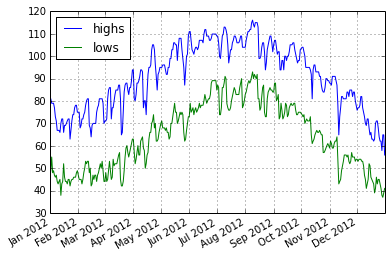 120
110
100
90
80
70
60
50
40
30
highs
lows
Jan 2012
Feb 2012
Mar 2012
Apr 2012
May 2012
Jun 2012
Jul 2012
Aug 2012
Sep 2012
Oct 2012
Nov 2012
Dec 2012